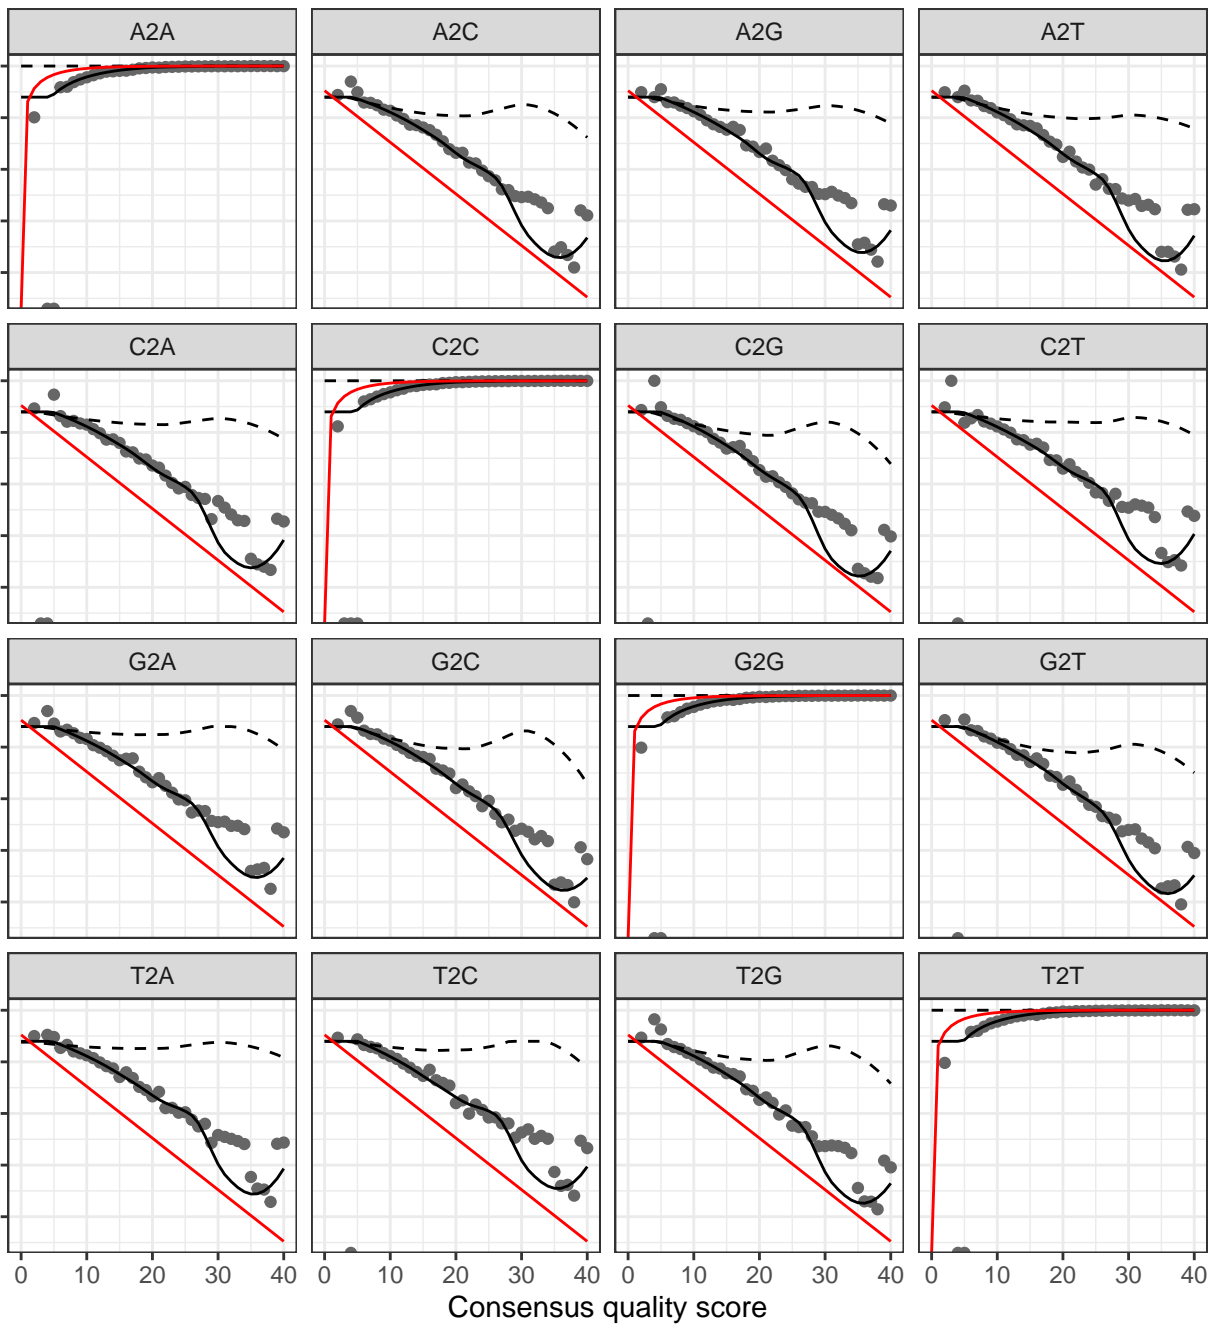 A2A A2C A2G A2T
C2A C2C C2G C2T
G2A G2C G2G G2T
T2A T2C T2G T2T
0 10 20 30 40 0 10 20 30 40 0 10 20 30 40 0 10 20 30 40
Consensus quality score